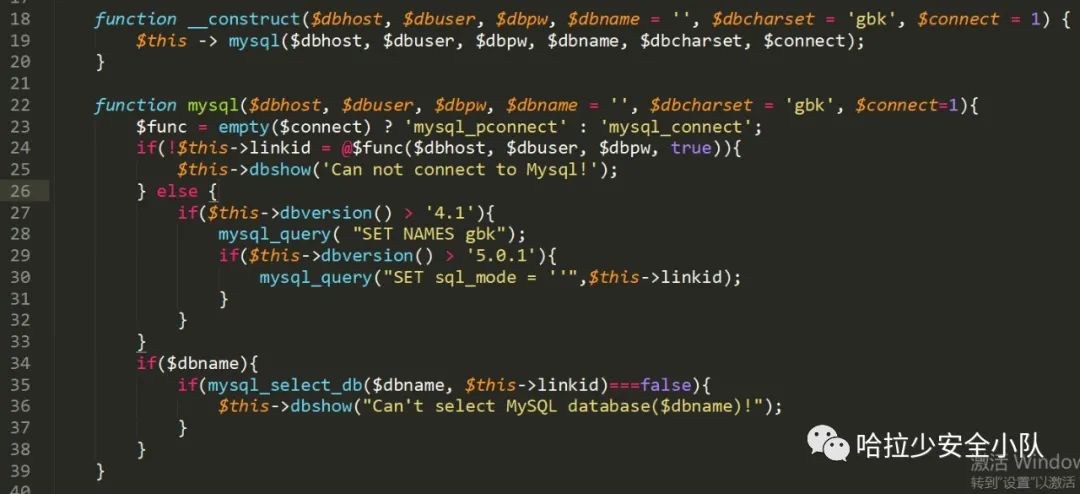 18 function __construct($dbhost, $dbuser, $dbpw, $dbname = '', $dbcharset = 'gbk', $connect = 1) {
19 $this -> mysql($dbhost, $dbuser, $dbpw, $dbname, $dbcharset, $connect);
20 }
21
22 function mysql($dbhost, $dbuser, $dbpw, $dbname = '', $dbcharset = 'gbk', $connect=1){
23 $func = empty($connect) ? 'mysql_pconnect' : 'mysql_connect';
24 if(!$this->linkid = @$func($dbhost, $dbuser, $dbpw, true)){
25 $this->dbshow('Can not connect to Mysql!');
26 } else {
27 if($this->dbversion() > '4.1'){
28 mysql_query( "SET NAMES gbk");
29 if($this->dbversion() > '5.0.1'){
30 mysql_query("SET sql_mode = ''",$this->linkid);
31 }
32 }
33 }
34 if($dbname){
35 if(mysql_select_db($dbname, $this->linkid)===false){
36 $this->dbshow("Can't select MySQL database($dbname)!");
37 }
38 }
39 }
哈拉少安全小队
激活 Window
转到"设置"以激活